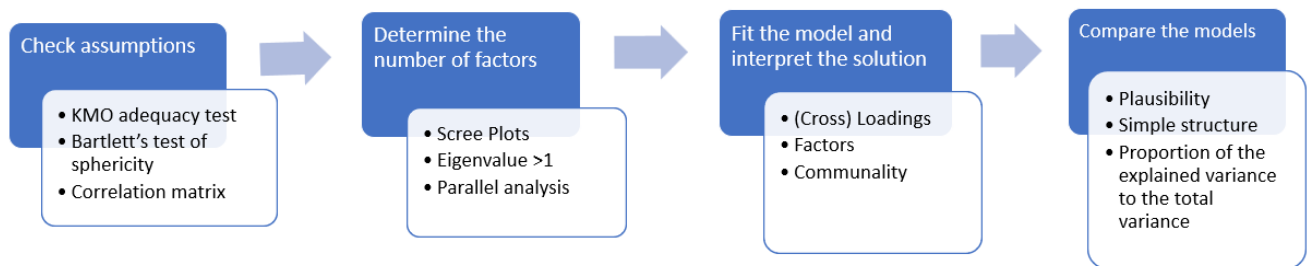 Check assumptions
• KMO adequacy test
• Bartlett's test of
sphericity
• Correlation matrix
Determine the
number of factors
• Scree Plots
• Eigenvalue >1
• Parallel analysis
Fit the model and
interpret the solution
• (Cross) Loadings
• Factors
• Communality
Compare the models
• Plausibility
• Simple structure
• Proportion of the
explained variance
to the total
variance